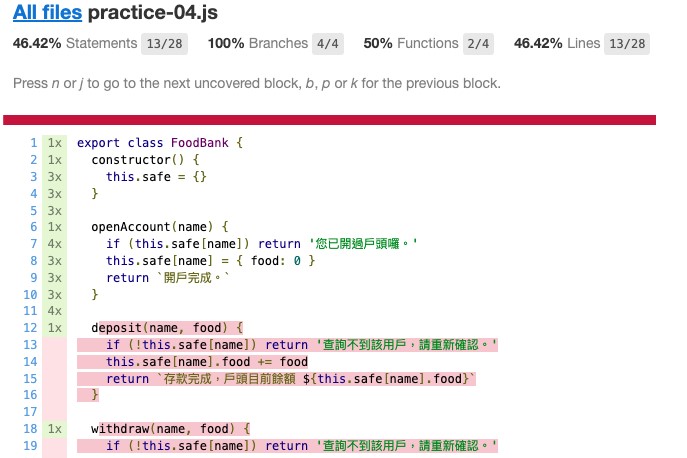 All files practice-04.js
46.42% Statements 13/28 100% Branches 4/4 50% Functions 2/4 46.42% Lines 13/28
Press n or j to go to the next uncovered block, b, p or k for the previous block.
1 1x export class FoodBank {
2 1x constructor() {
3 3x this.safe = {}
4 3x }
5 3x
6 1x openAccount(name) {
7 4x if (this.safe[name]) return '您已開過戶頭囉。'
8 3x this.safe[name] = { food: 0 }
9 3x return `開戶完成。`
10 3x }
11 4x
12 1x deposit(name, food) {
13 if (!this.safe[name]) return '查詢不到該用戶，請重新確認。'
14 this.safe[name].food += food
15 return `存款完成，戶頭目前餘額 ${this.safe[name].food}`
16 }
17
18 1x withdraw(name, food) {
19 if (!this.safe[name]) return '查詢不到該用戶，請重新確認。'